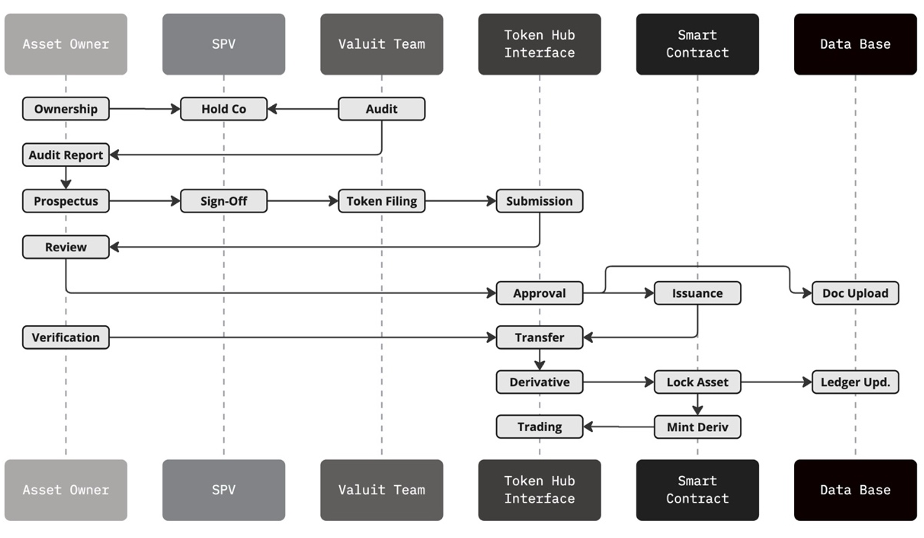 Asset Owner
SPV
Valuit Team
Token Hub
Interface
Smart
Contract
Data Base
Ownership
Hold Co
Audit
Audit Report
Prospectus
Sign-Off
Token Filing
Submission
Review
Approval
Issuance
Doc Upload
Verification
Transfer
Derivative
Lock Asset
Ledger Upd.
Trading
Mint Deriv
Asset Owner
SPV
Valuit Team
Token Hub
Interface
Smart
Contract
Data Base